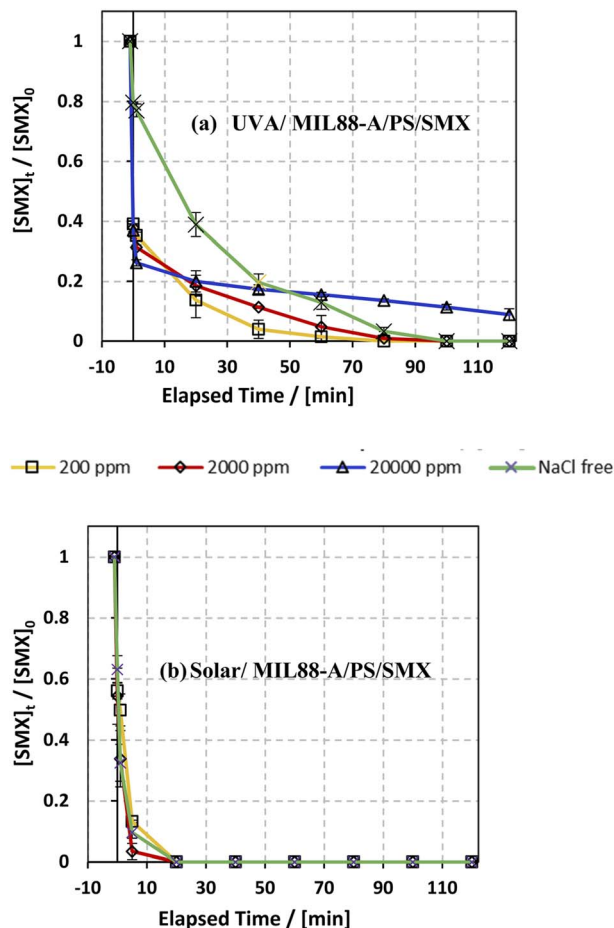 1
0.8
0.6
0.4
0.2
0
[SMX]t / [SMX]0
(a) UVA/ MIL88-A/PS/SMX
-10 10 30 50 70 90 110
Elapsed Time / [min]
200 ppm 2000 ppm 20000 ppm NaCl free
1
0.8
0.6
0.4
0.2
0
[SMX]t / [SMX]0
(b) Solar/ MIL88-A/PS/SMX
-10 10 30 50 70 90 110
Elapsed Time / [min]